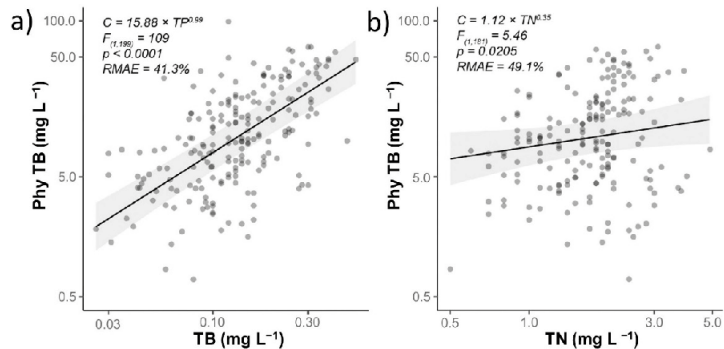 a)
C = 15.88 × TP^0.99
F(1,199) = 109
p < 0.0001
RMAE = 41.3%
100.0
50.0
5.0
0.5
Phy TB (mg L⁻¹)
0.03
0.10
0.30
TB (mg L⁻¹)
b)
C = 1.12 × TN^0.35
F(1,181) = 5.46
p = 0.0205
RMAE = 49.1%
100.0
50.0
5.0
0.5
Phy TB (mg L⁻¹)
0.5
1.0
3.0
5.0
TN (mg L⁻¹)